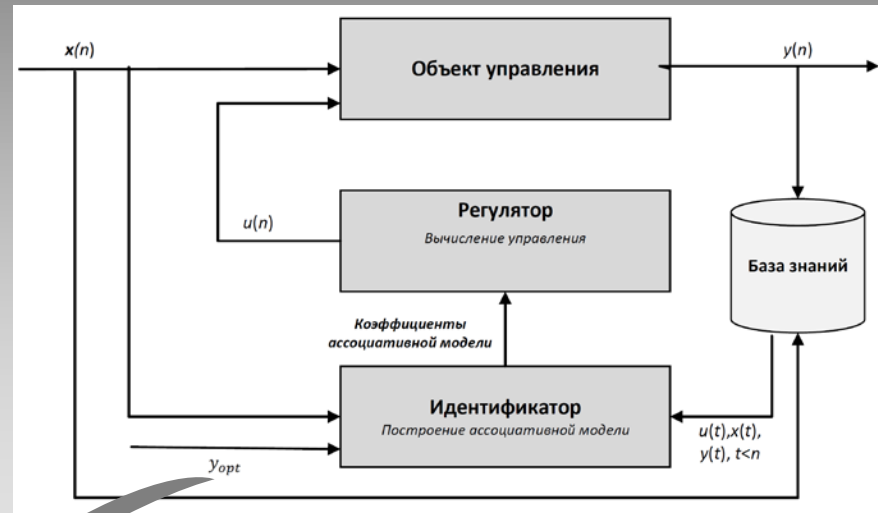 x(n)
Объект управления
y(n)
u(n)
Регулятор
Вычисление управления
База знаний
Коэффициенты
ассоциативной модели
Идентификатор
Построение ассоциативной модели
u(t),x(t),
y(t), t<n
y_opt